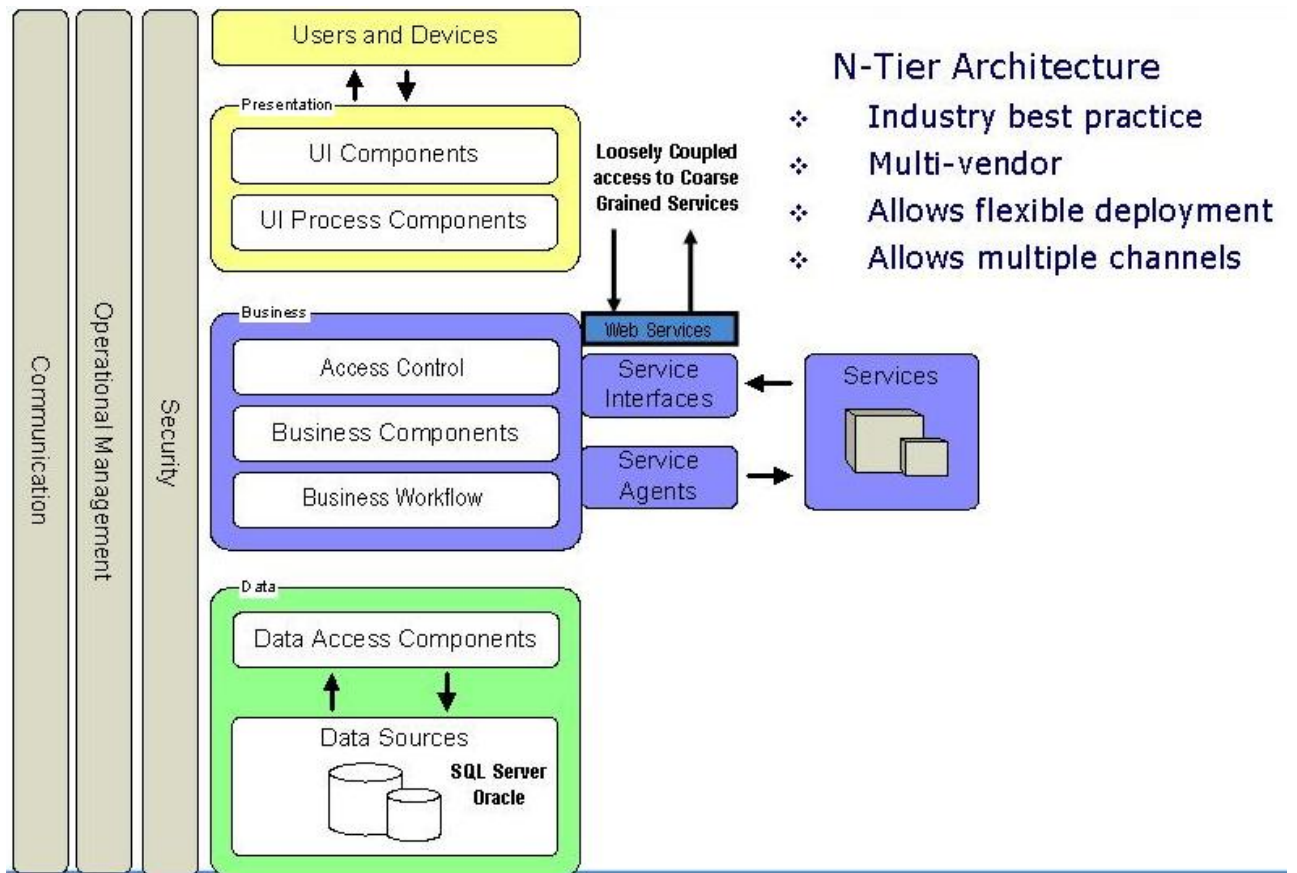 Communication
Operational Management
Security
Users and Devices
Presentation
UI Components
UI Process Components
Loosely Coupled
access to Coarse
Grained Services
N-Tier Architecture
❖ Industry best practice
❖ Multi-vendor
❖ Allows flexible deployment
❖ Allows multiple channels
Business
Access Control
Business Components
Business Workflow
Web Services
Service
Interfaces
Service
Agents
Services
Data
Data Access Components
Data Sources
SQL Server
Oracle